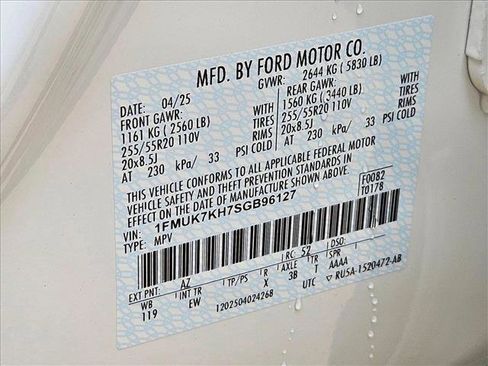 MFD. BY FORD MOTOR CO.
DATE: 04/25 GVWR: 2644 KG ( 5830 LB)
FRONT GAWR: REAR GAWR:
1161 KG ( 2560 LB) WITH 1560 KG ( 3440 LB) WITH
255/55R20 110V TIRES 255/55R20 110V TIRES
20x8.5J RIMS 20x8.5J RIMS
AT 230 kPa/ 33 PSI COLD AT 230 kPa/ 33 PSI COLD
THIS VEHICLE CONFORMS TO ALL APPLICABLE FEDERAL MOTOR
VEHICLE SAFETY AND THEFT PREVENTION STANDARDS IN
EFFECT ON THE DATE OF MANUFACTURE SHOWN ABOVE.
VIN: 1FMUK7KH7SGB96127 F0082
TYPE: MPV T0178
EXT PNT: AZ RC: 57 DSO:
WB INT TR TP/PS R AXLE T SPR
119 EW X 3B AAAA
1202504024268 UTC ▽ RU5A-1520472-AB